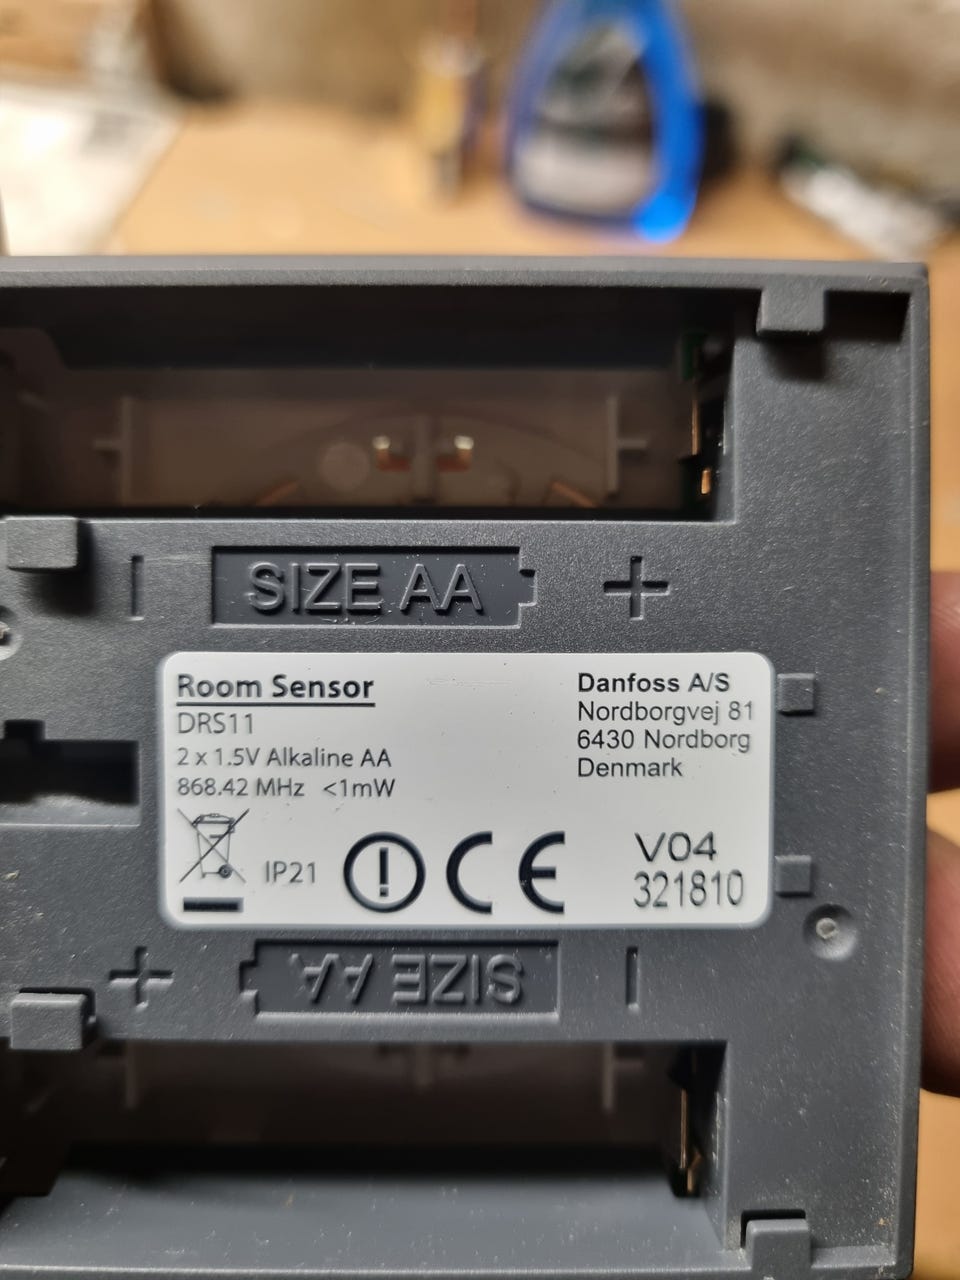 SIZE AA
+
Room Sensor
DRS11
2 x 1.5V Alkaline AA
868.42 MHz <1mW
Danfoss A/S
Nordborgvej 81
6430 Nordborg
Denmark
IP21
CE
V04
321810
+
SIZE AA